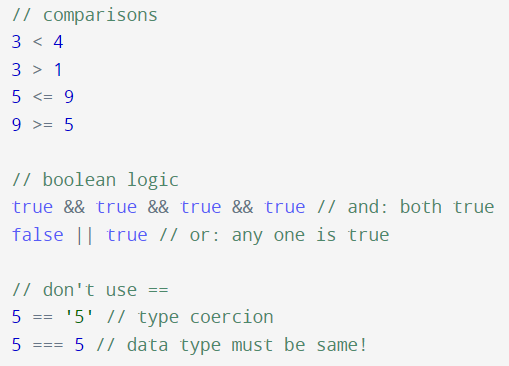 // comparisons
3 < 4
3 > 1
5 <= 9
9 >= 5
// boolean logic
true && true && true && true // and: both true
false || true // or: any one is true
// don't use ==
5 == '5' // type coercion
5 === 5 // data type must be same!